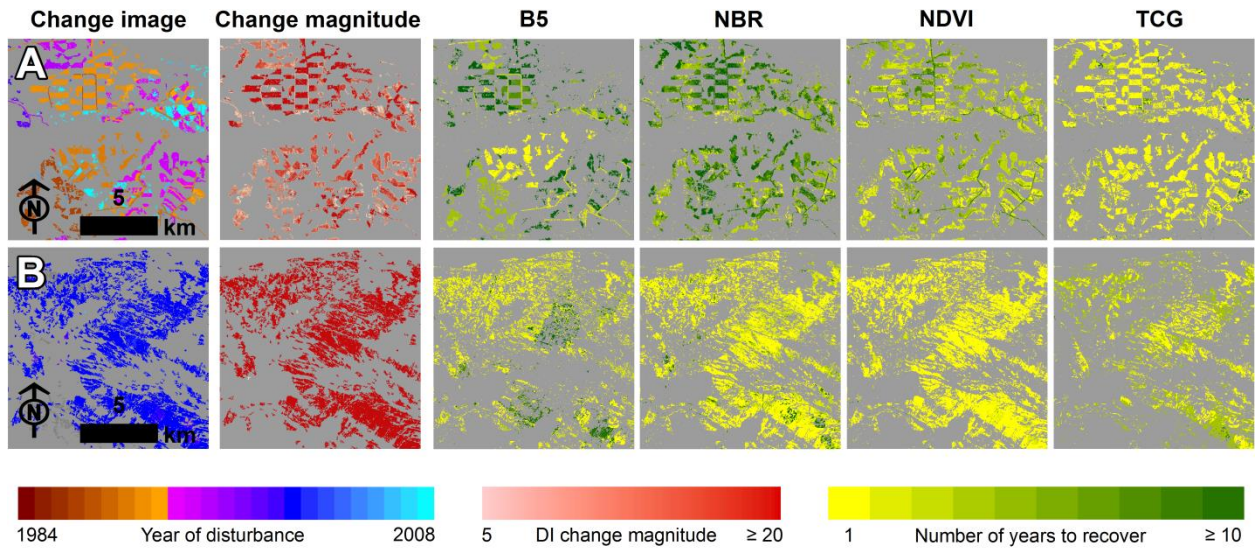 Change image Change magnitude B5 NBR NDVI TCG
A
N
5
km
B
N
5
km
1984 Year of disturbance 2008
5 DI change magnitude ≥ 20
1 Number of years to recover ≥ 10